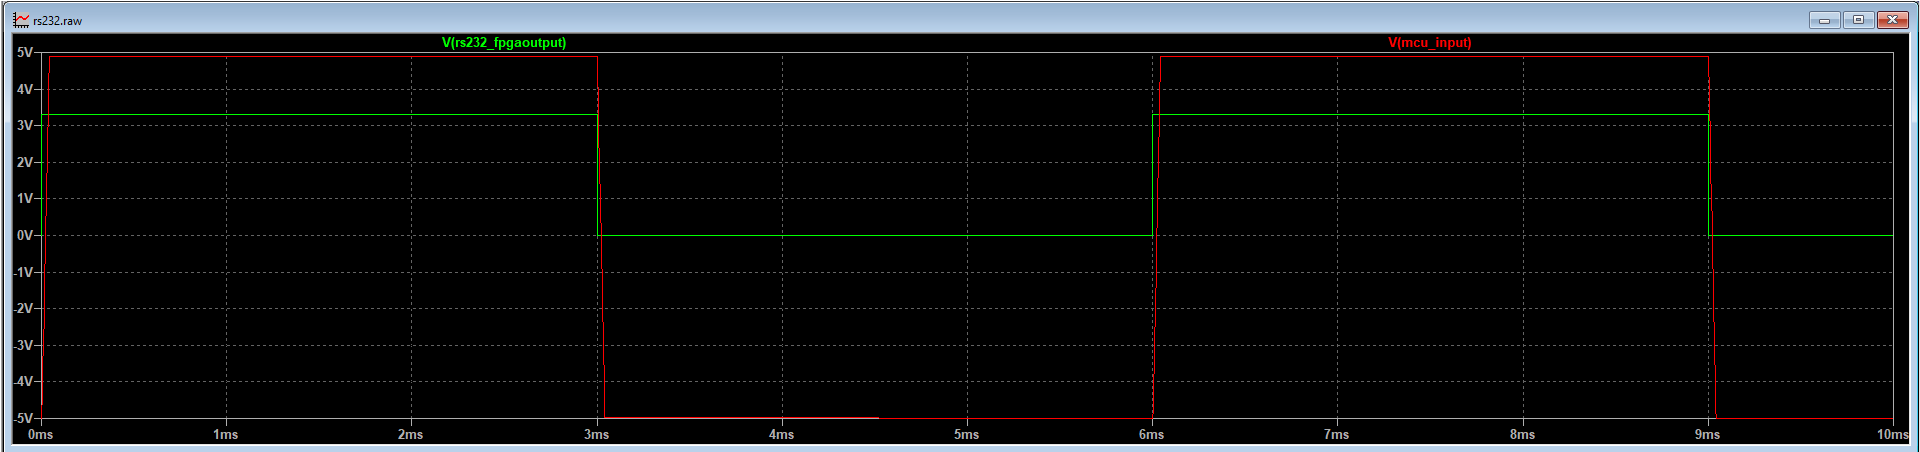 rs232.raw
V(rs232_fpgaoutput) V(mcu_input)
5V
4V
3V
2V
1V
0V
-1V
-2V
-3V
-4V
-5V
0ms 1ms 2ms 3ms 4ms 5ms 6ms 7ms 8ms 9ms 10ms